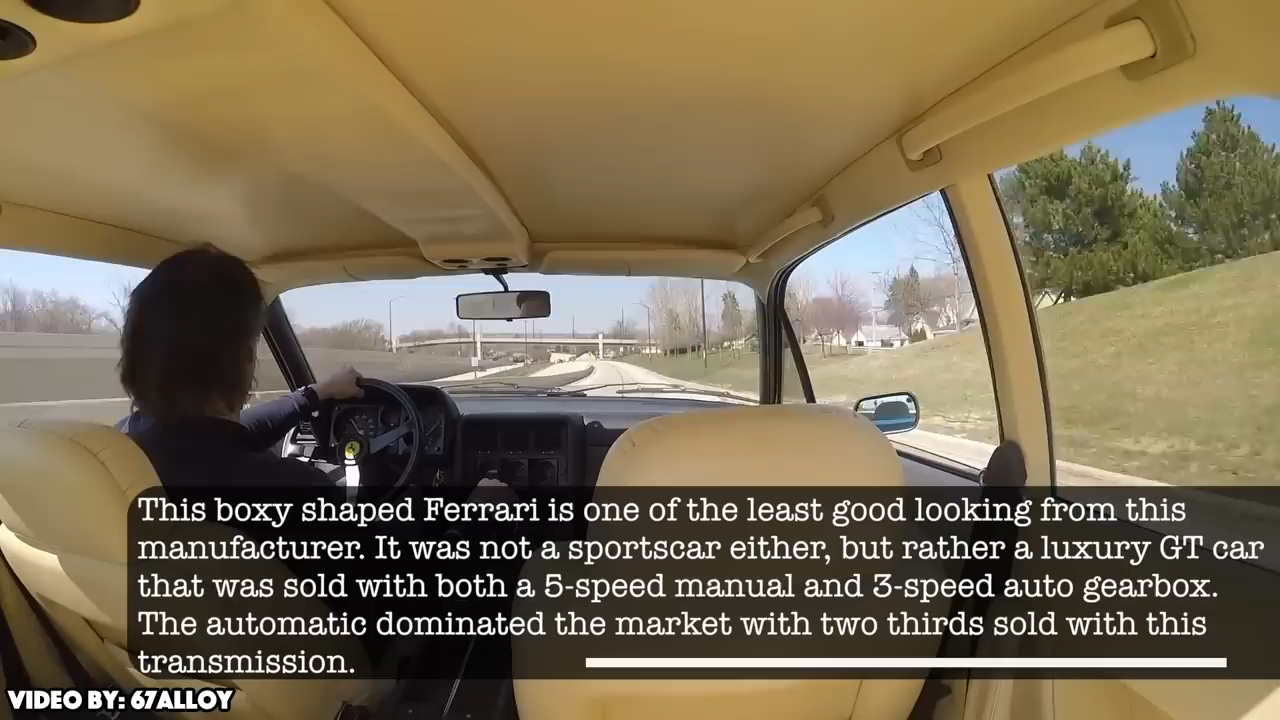 This boxy shaped Ferrari is one of the least good looking from this
manufacturer. It was not a sportscar either, but rather a luxury GT car
that was sold with both a 5-speed manual and 3-speed auto gearbox.
The automatic dominated the market with two thirds sold with this
transmission.
VIDEO BY: 67ALLOY